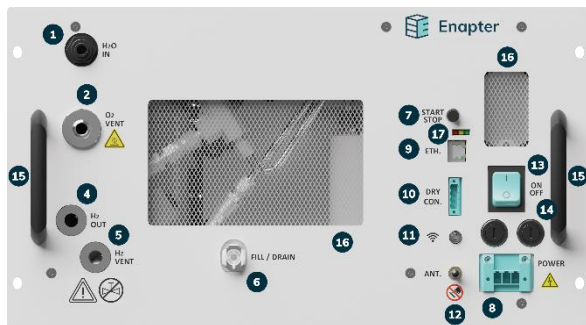 1
H2O
IN
Enapter
16
2
O2
VENT
7
START
STOP
17
9
ETH.
13
ON
OFF
15
10
DRY
CON.
15
4
H2
OUT
14
11
5
H2
VENT
16
6
FILL / DRAIN
ANT.
POWER
12
8